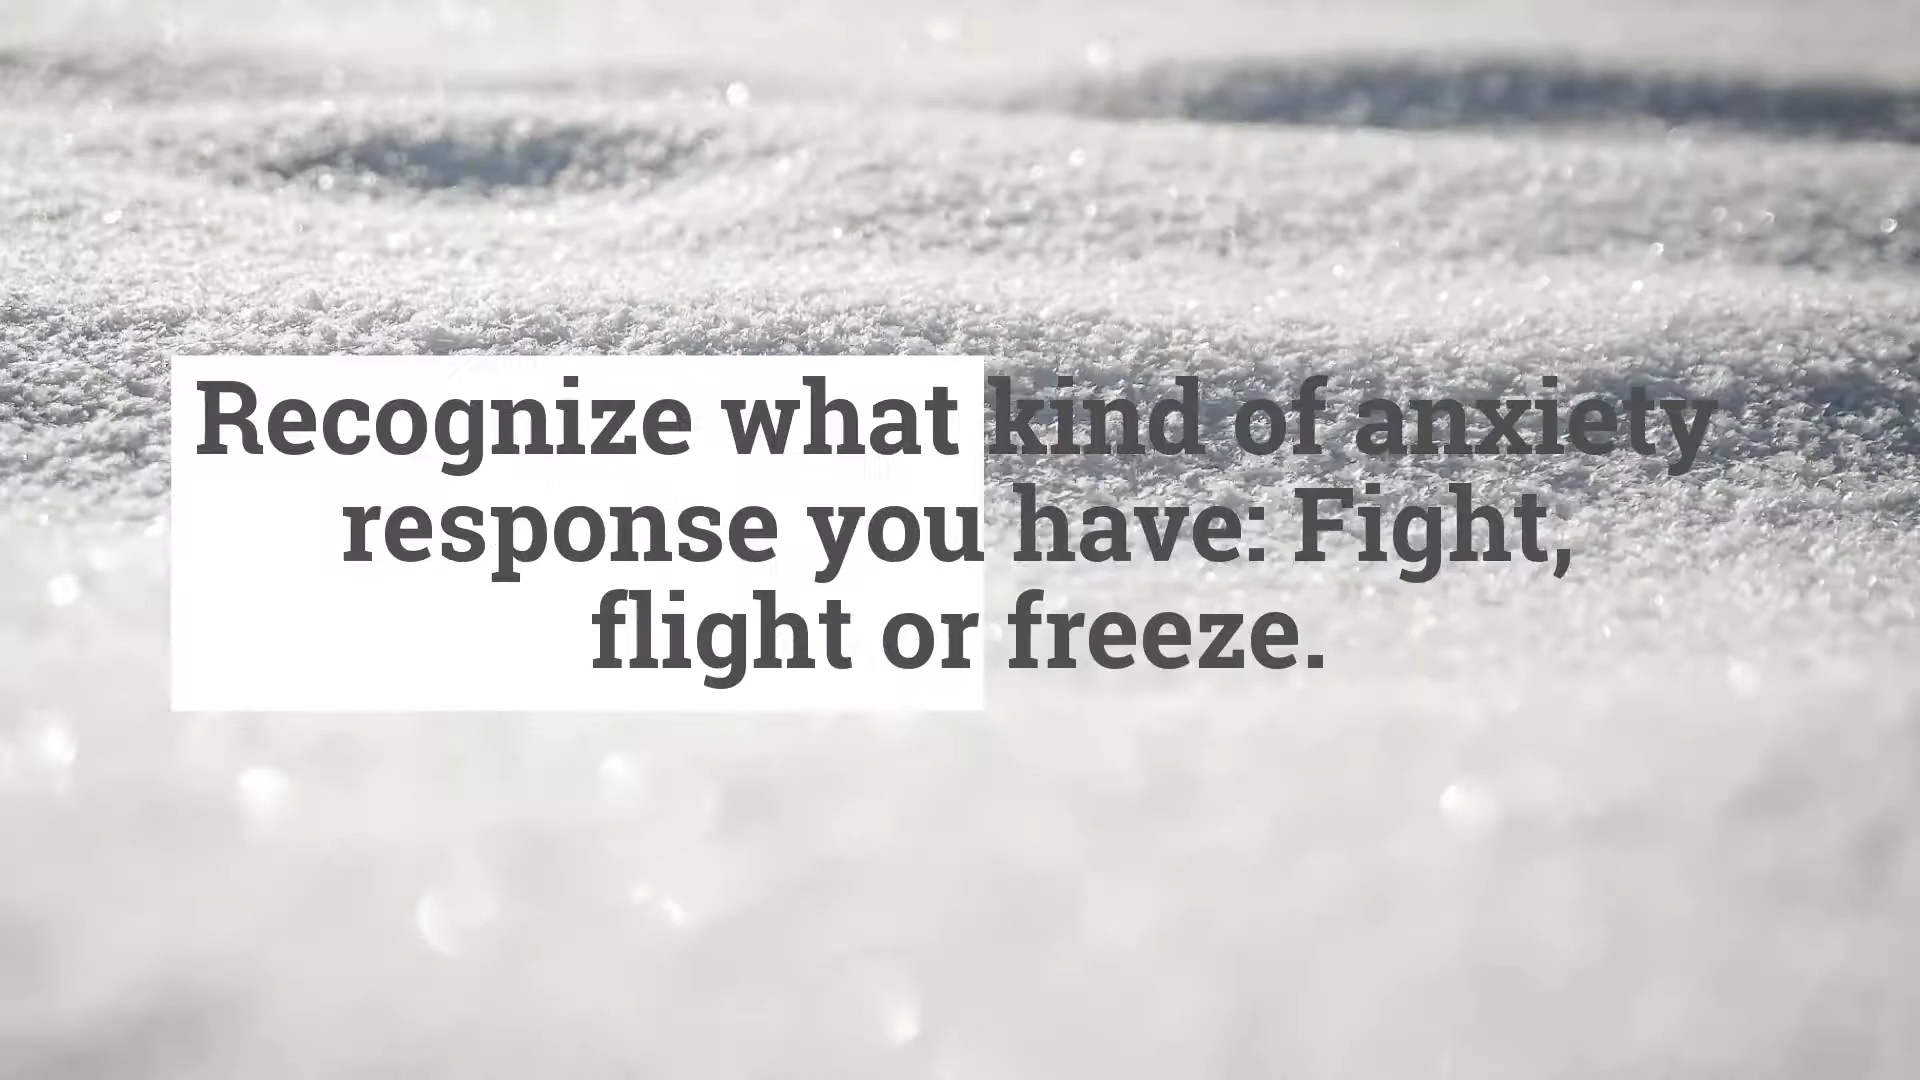 Recognize what kind of anxiety
response you have: Fight,
flight or freeze.